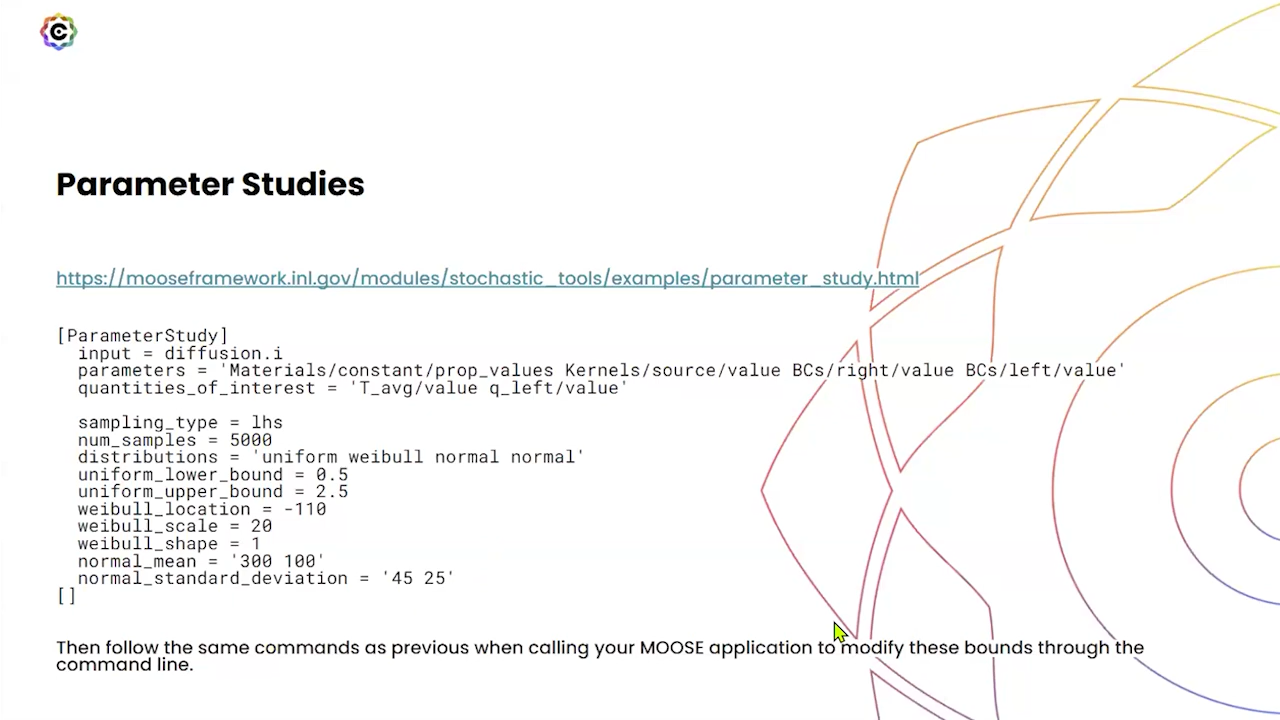 C
Parameter Studies
https://mooseframework.inl.gov/modules/stochastic_tools/examples/parameter_study.html
[ParameterStudy]
  input = diffusion.i
  parameters = 'Materials/constant/prop_values Kernels/source/value BCs/right/value BCs/left/value'
  quantities_of_interest = 'T_avg/value q_left/value'
  sampling_type = lhs
  num_samples = 5000
  distributions = 'uniform weibull normal normal'
  uniform_lower_bound = 0.5
  uniform_upper_bound = 2.5
  weibull_location = -110
  weibull_scale = 20
  weibull_shape = 1
  normal_mean = '300 100'
  normal_standard_deviation = '45 25'
[]
Then follow the same commands as previous when calling your MOOSE application to modify these bounds through the
command line.